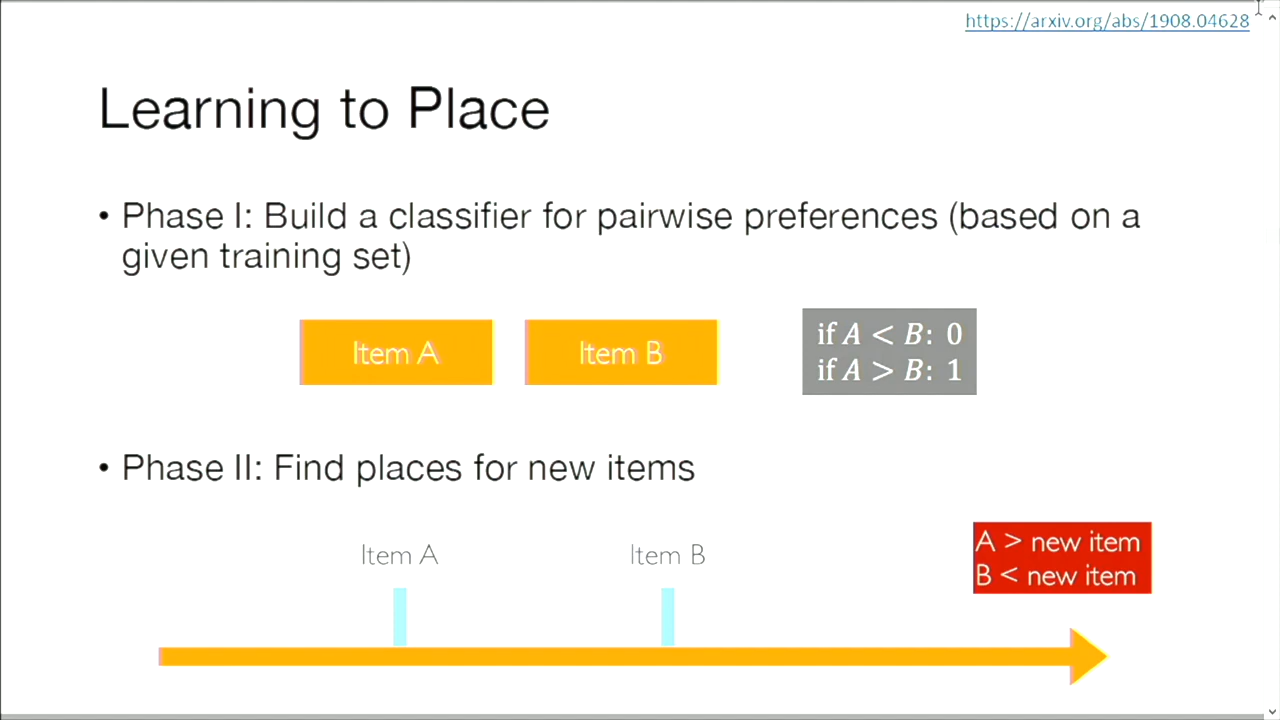 https://arxiv.org/abs/1908.04628
Learning to Place
• Phase I: Build a classifier for pairwise preferences (based on a
given training set)
Item A
Item B
if A < B: 0
if A > B: 1
• Phase II: Find places for new items
Item A
Item B
A > new item
B < new item